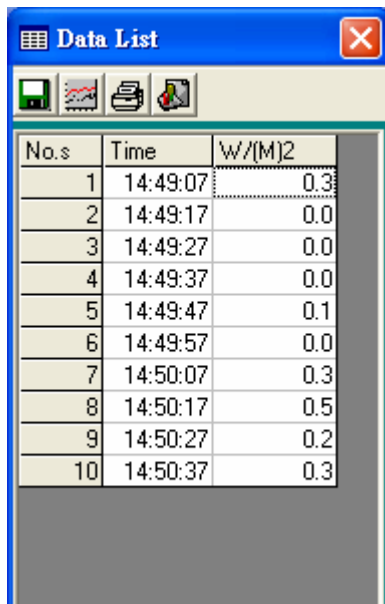 Data List
No.s Time W/(M)2
1 14:49:07 0.3
2 14:49:17 0.0
3 14:49:27 0.0
4 14:49:37 0.0
5 14:49:47 0.1
6 14:49:57 0.0
7 14:50:07 0.3
8 14:50:17 0.5
9 14:50:27 0.2
10 14:50:37 0.3